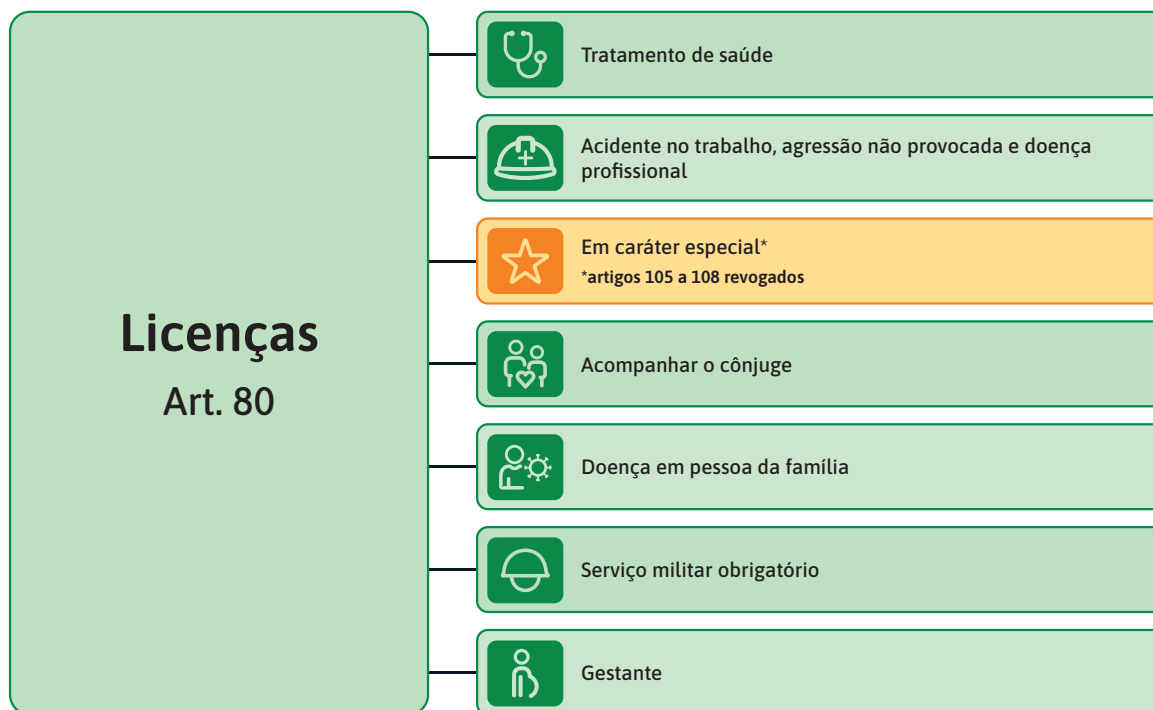 Licenças
Art. 80
Tratamento de saúde
Acidente no trabalho, agressão não provocada e doença
profissional
Em caráter especial*
*artigos 105 a 108 revogados
Acompanhar o cônjuge
Doença em pessoa da família
Serviço militar obrigatório
Gestante